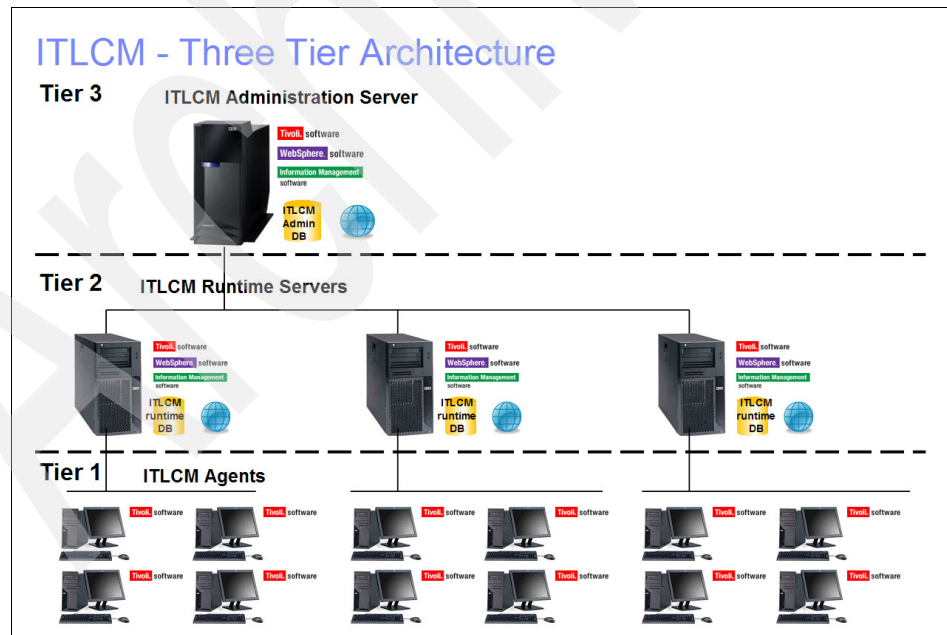 ITLCM - Three Tier Architecture
Tier 3
ITLCM Administration Server
IBM
Tivoli. software
WebSphere. software
Information Management
software
ITLCM
Admin
DB
Tier 2
ITLCM Runtime Servers
Tivoli. software
WebSphere. software
Information Management
software
ITLCM
runtime
DB
Tivoli. software
WebSphere. software
Information Management
software
ITLCM
runtime
DB
Tivoli. software
WebSphere. software
Information Management
software
ITLCM
runtime
DB
Tier 1
ITLCM Agents
Tivoli. software
Tivoli. software
Tivoli. software
Tivoli. software
Tivoli. software
Tivoli. software
Tivoli. software
Tivoli. software
Tivoli. software
Tivoli. software
Tivoli. software
Tivoli. software